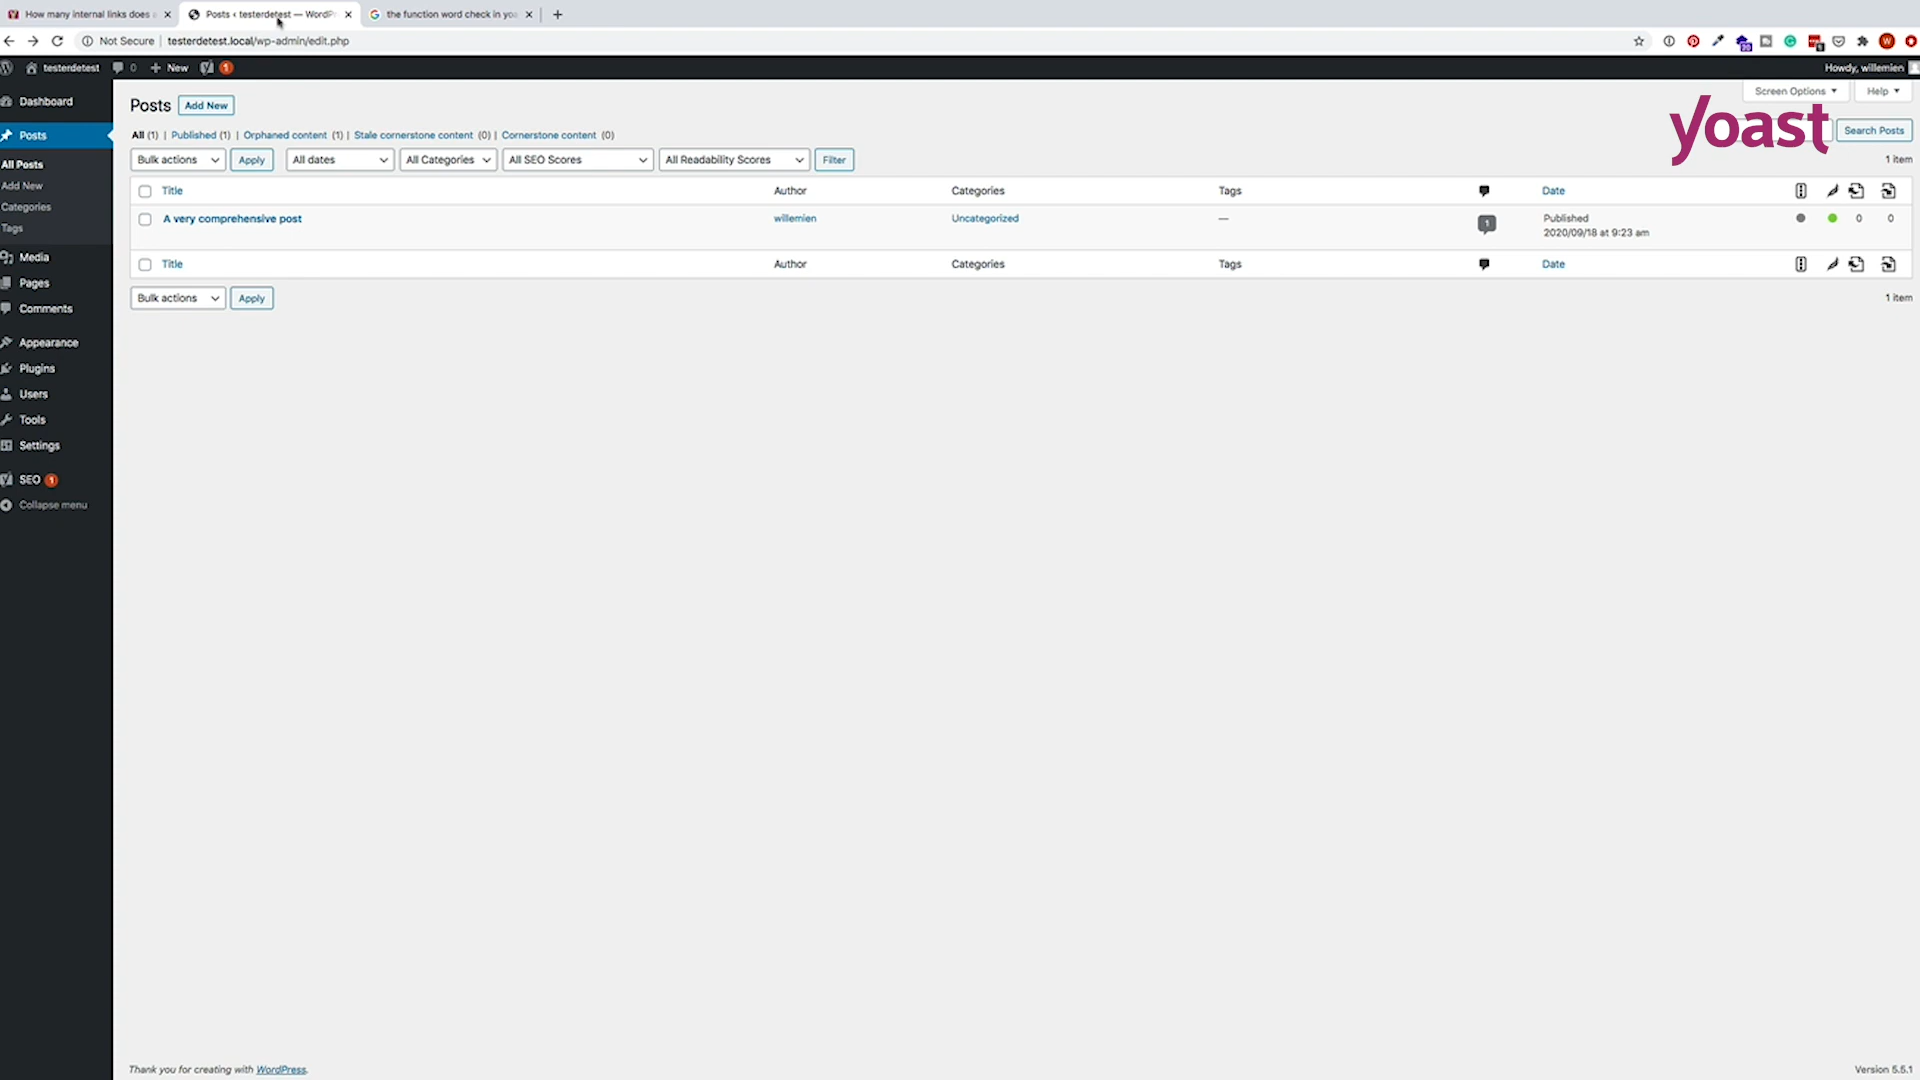 How many internal links does
Posts ‹ testerdetest — WordPr
the function word check in yoa
Not Secure | testerdetest.local/wp-admin/edit.php
testerdetest 0 New 1 Howdy, willemien
Screen Options Help
Dashboard
Posts
All Posts
Add New
Categories
Tags
Media
Pages
Comments
Appearance
Plugins
Users
Tools
Settings
SEO 1
Collapse menu
Posts Add New
yoast
Search Posts
All (1) | Published (1) | Orphaned content (1) | Stale cornerstone content (0) | Cornerstone content (0)
Bulk actions Apply All dates All Categories All SEO Scores All Readability Scores Filter 1 item
Title Author Categories Tags Date
A very comprehensive post willemien Uncategorized — 1 Published 0 0
2020/09/18 at 9:23 am
Title Author Categories Tags Date
Bulk actions Apply 1 item
Thank you for creating with WordPress. Version 5.5.1